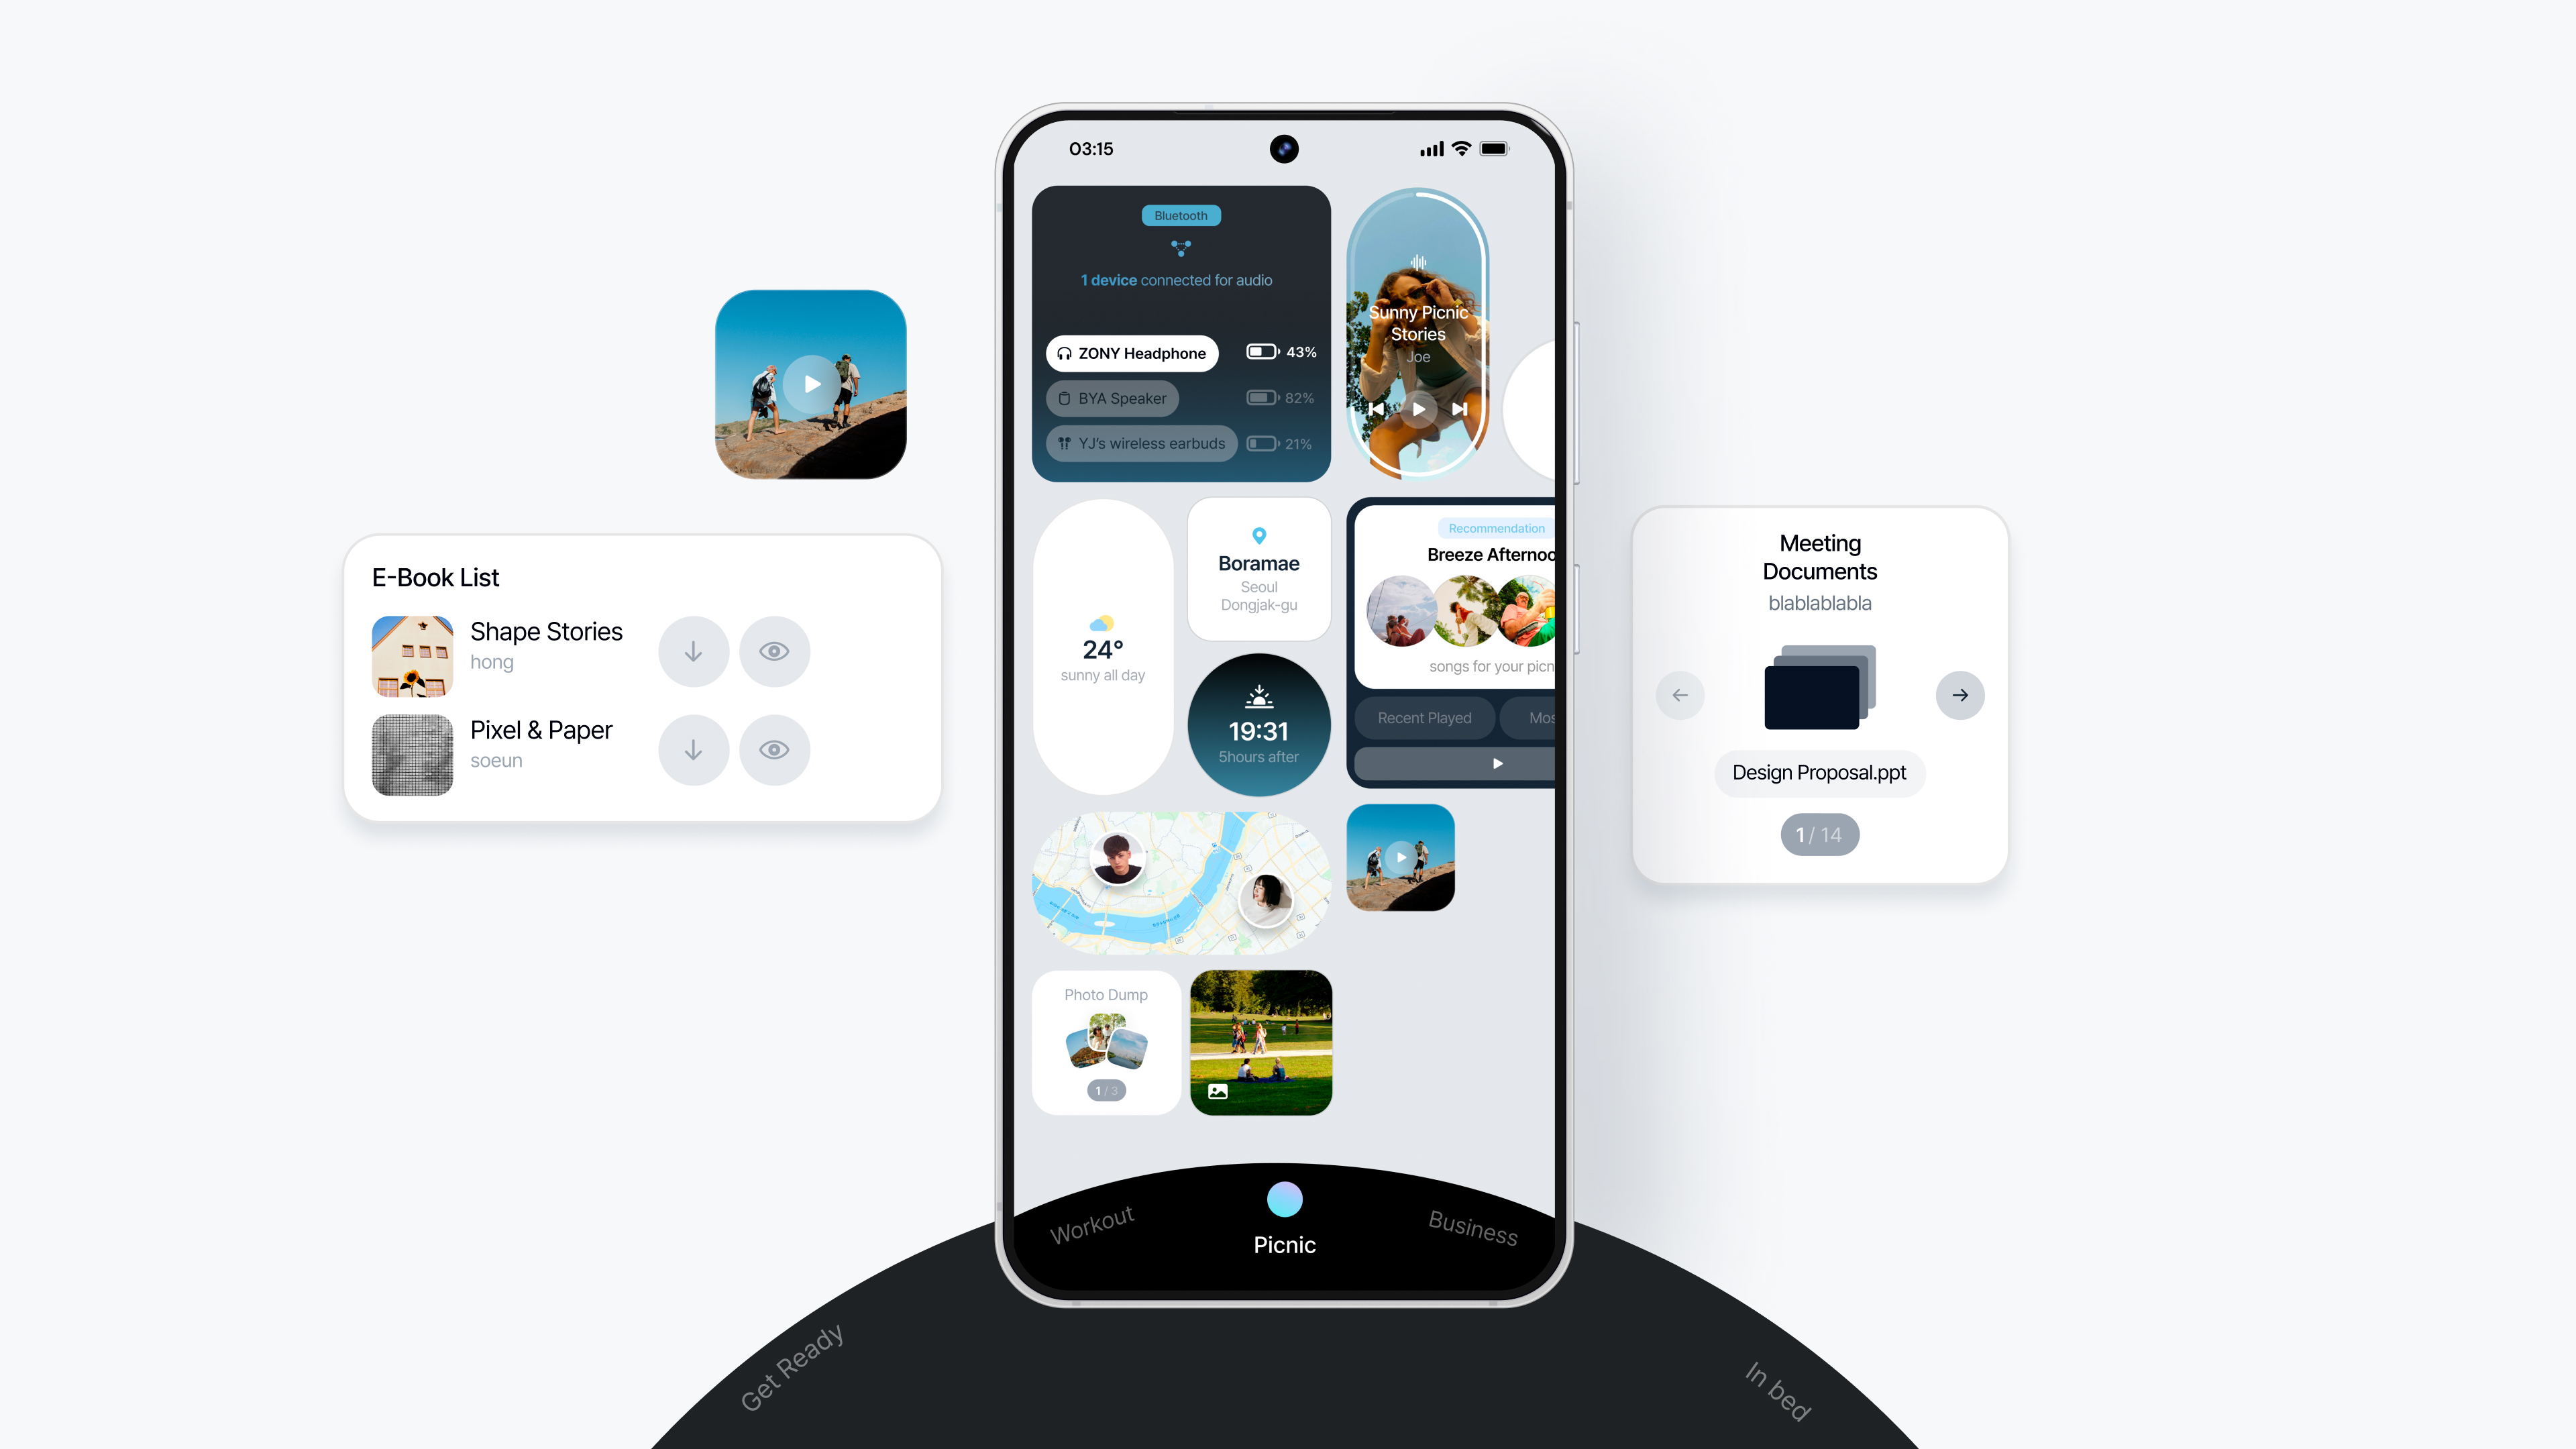 03:15
Bluetooth
1 device connected for audio
ZONY Headphone
43%
BYA Speaker
82%
YJ's wireless earbuds
21%
Sunny Picnic
Stories
Joe
24°
sunny all day
Boramae
Seoul
Dongjak-gu
19:31
5hours after
Recommendation
Breeze Afternoo
songs for your picn
Recent Played
Mos
Photo Dump
1 / 3
Workout
Picnic
Business
Get Ready
In bed
E-Book List
Shape Stories
hong
Pixel & Paper
soeun
Meeting
Documents
blablablabla
Design Proposal.ppt
1 / 14